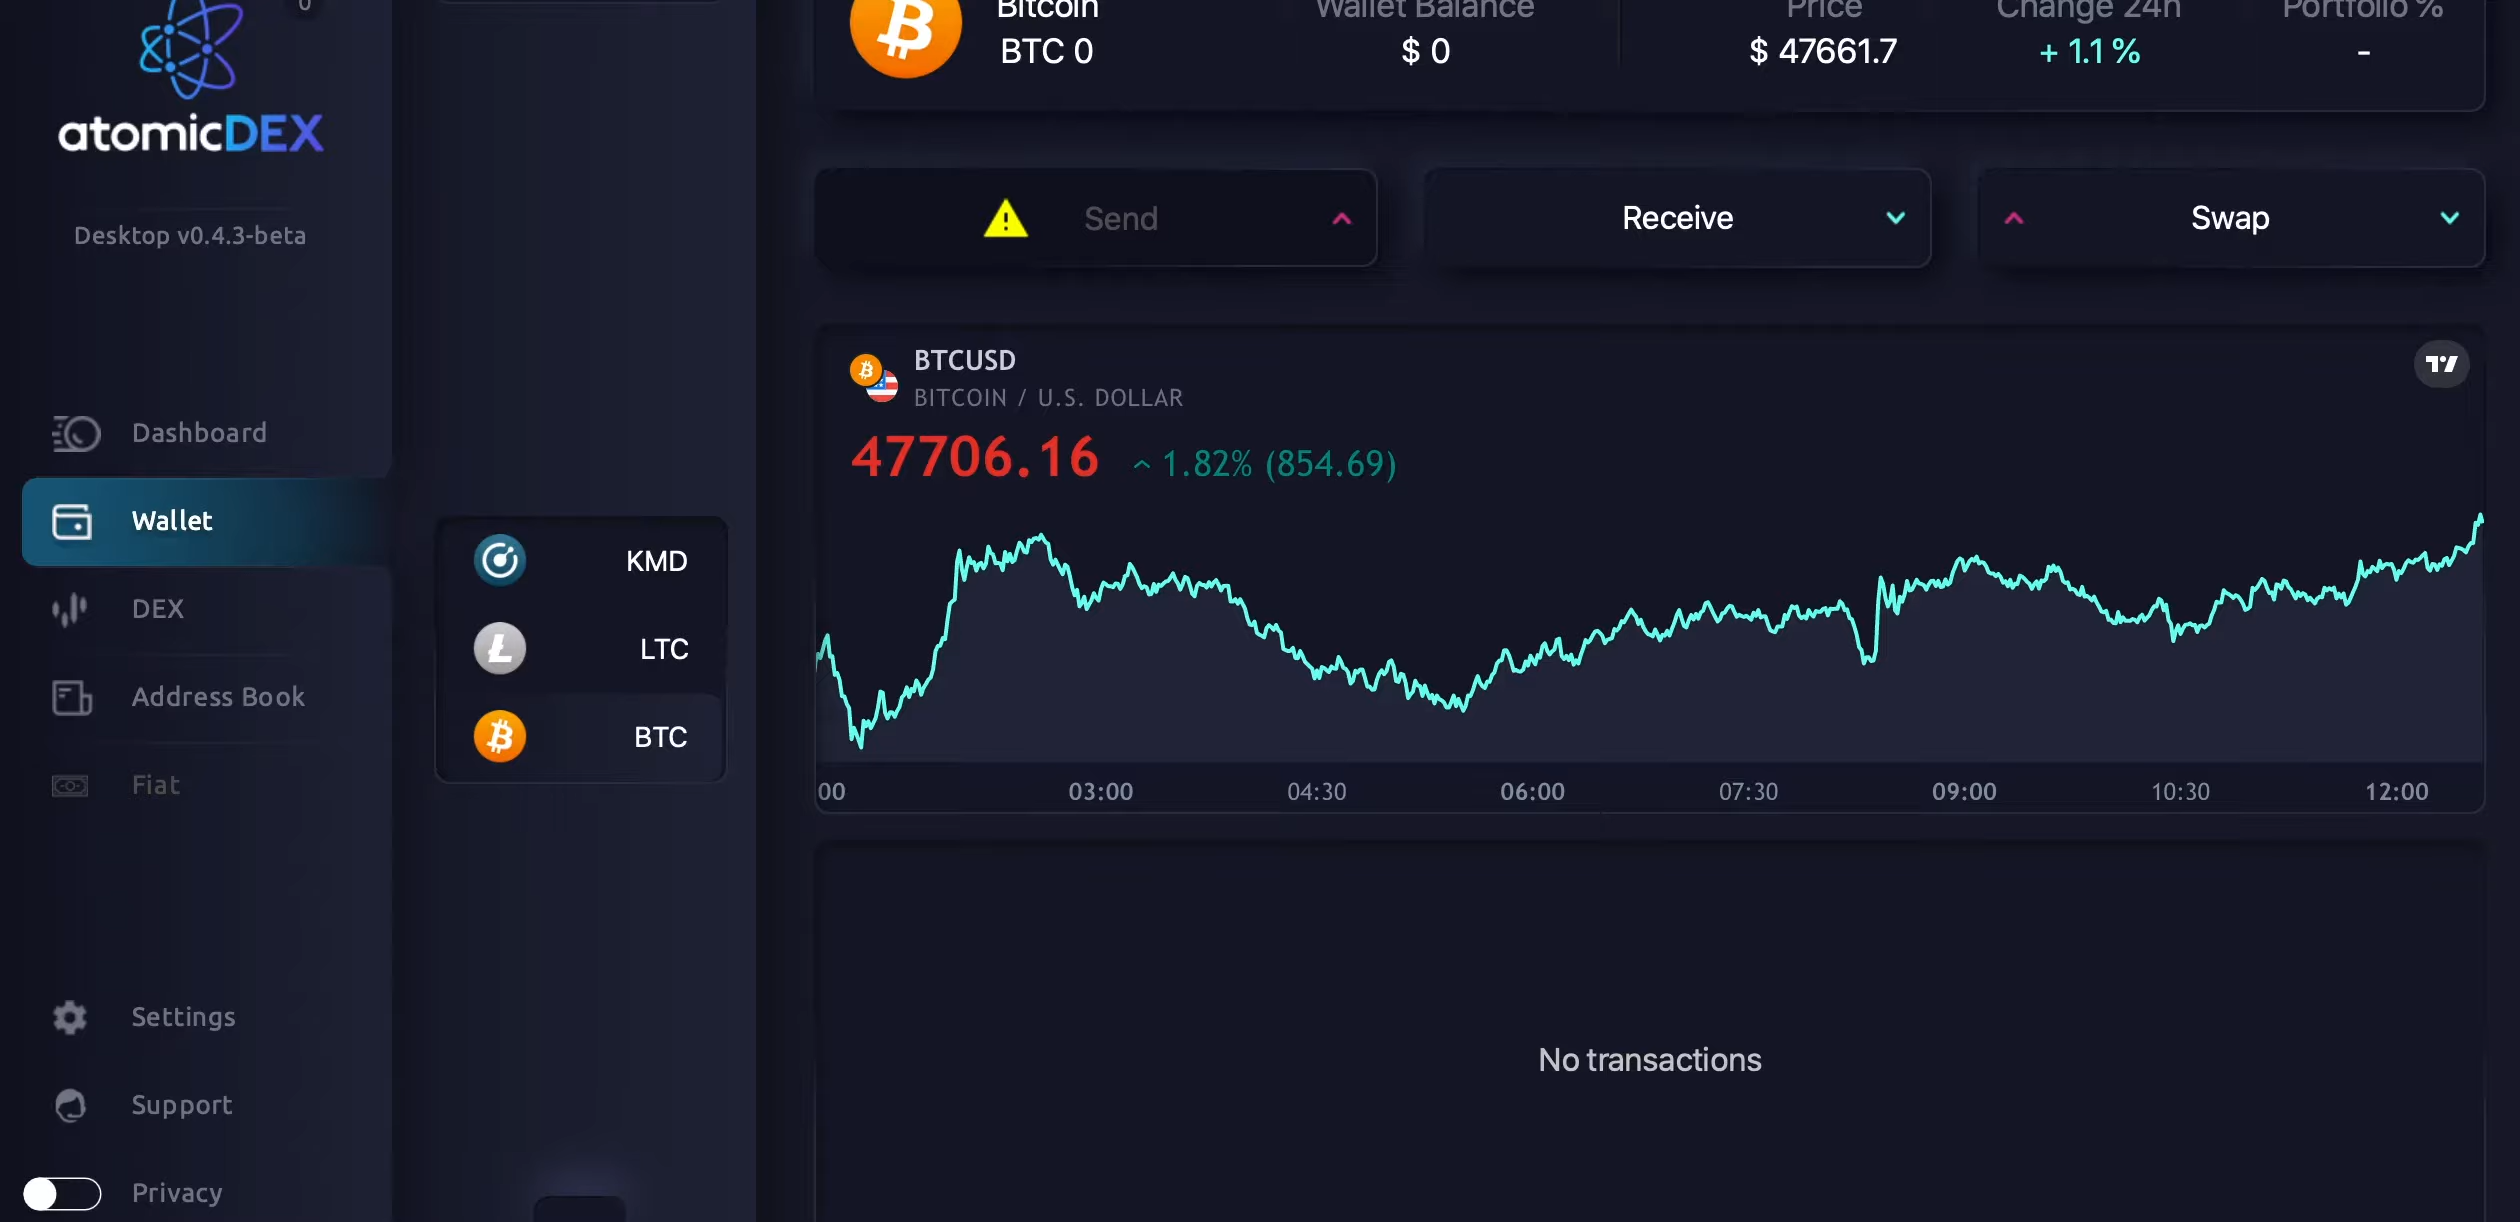 0
atomicDEX
Desktop v0.4.3-beta
Dashboard
Wallet
DEX
Address Book
Fiat
Settings
Support
Privacy
KMD
LTC
BTC
Bitcoin
BTC 0
Wallet Balance
$ 0
Price
$ 47661.7
Change 24h
+ 1.1 %
Portfolio %
-
Send
Receive
Swap
BTCUSD
BITCOIN / U.S. DOLLAR
47706.16 1.82% (854.69)
00 03:00 04:30 06:00 07:30 09:00 10:30 12:00
No transactions